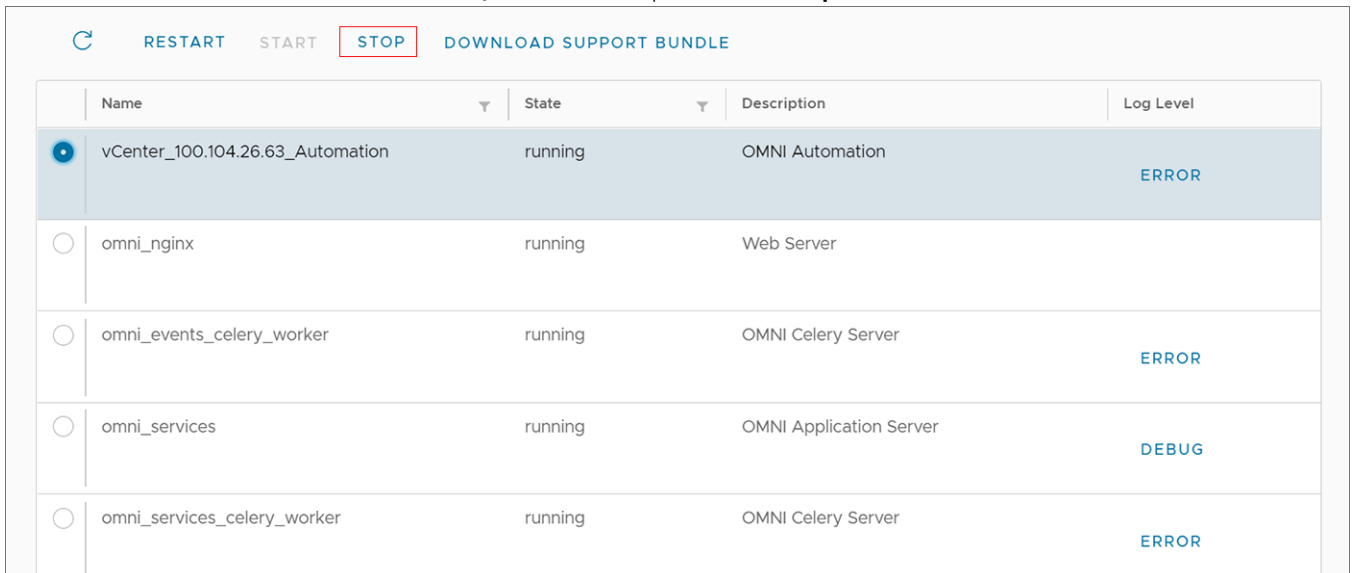 RESTART START STOP DOWNLOAD SUPPORT BUNDLE
Name State Description Log Level
vCenter_100.104.26.63_Automation running OMNI Automation
ERROR
omni_nginx running Web Server
omni_events_celery_worker running OMNI Celery Server
ERROR
omni_services running OMNI Application Server
DEBUG
omni_services_celery_worker running OMNI Celery Server
ERROR